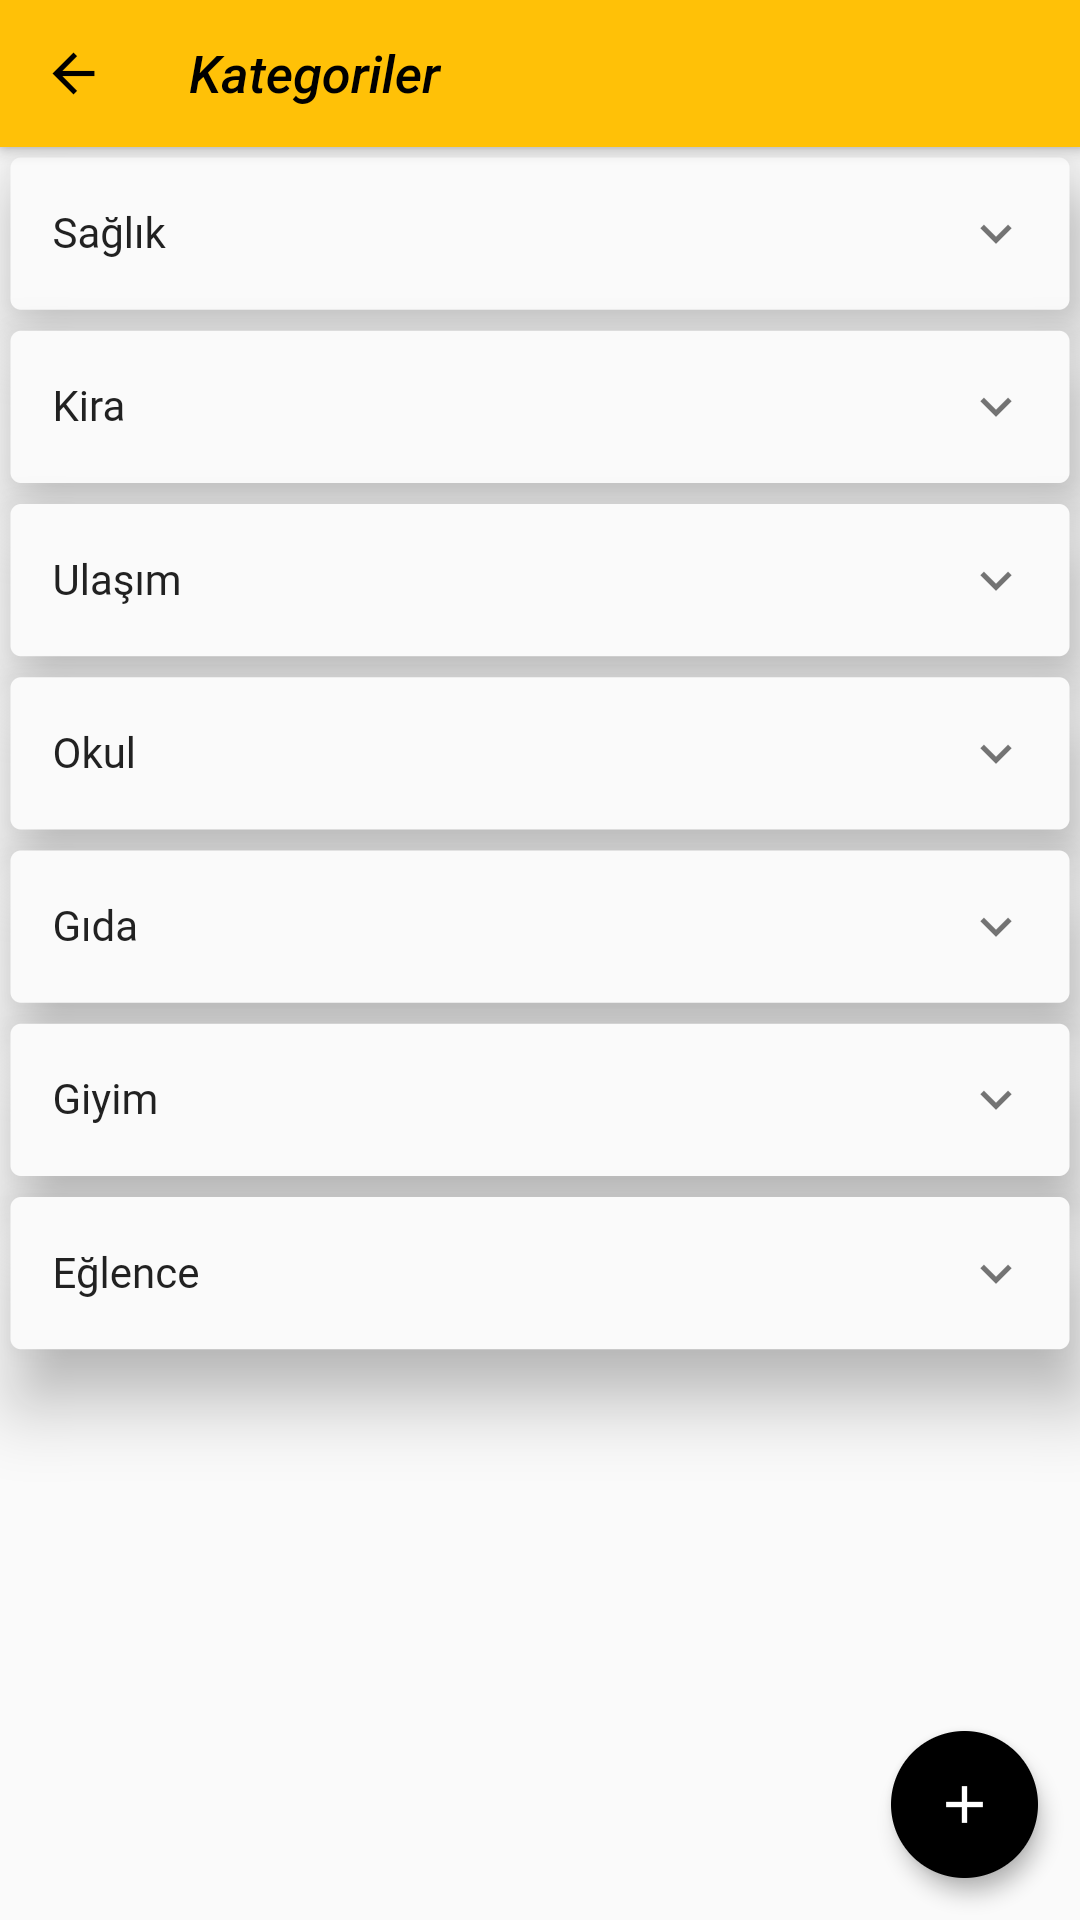 Kategoriler
Sağlık
Kira
Ulaşım
Okul
Gıda
Giyim
Eğlence